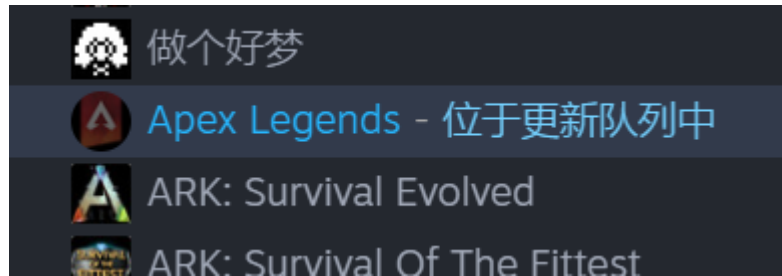 做个好梦
Apex Legends - 位于更新队列中
ARK: Survival Evolved
ARK: Survival Of The Fittest